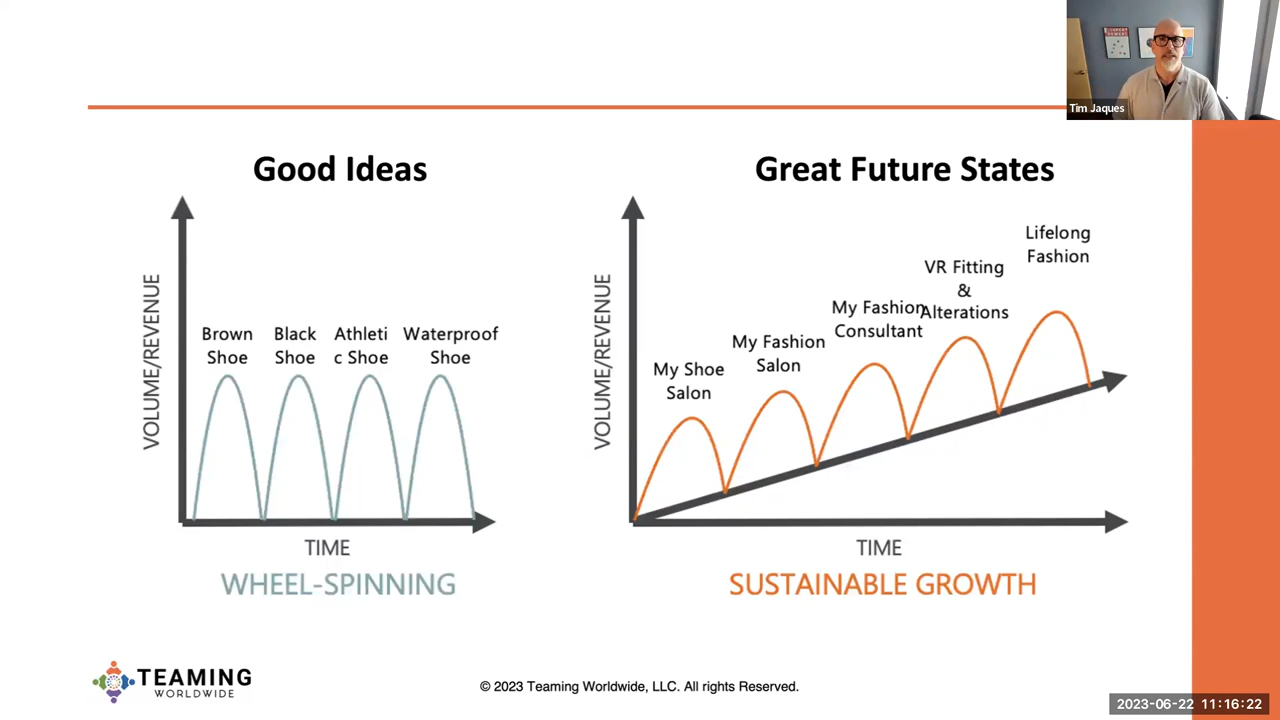 Tim Jaques
Good Ideas
VOLUME/REVENUE
Brown
Shoe
Black
Shoe
Athleti
c Shoe
Waterproof
Shoe
TIME
WHEEL-SPINNING
Great Future States
VOLUME/REVENUE
My Shoe
Salon
My Fashion
Salon
My Fashion
Consultant
VR Fitting
&
Alterations
Lifelong
Fashion
TIME
SUSTAINABLE GROWTH
TEAMING
WORLDWIDE
© 2023 Teaming Worldwide, LLC. All rights Reserved.
2023-06-22 11:16:22